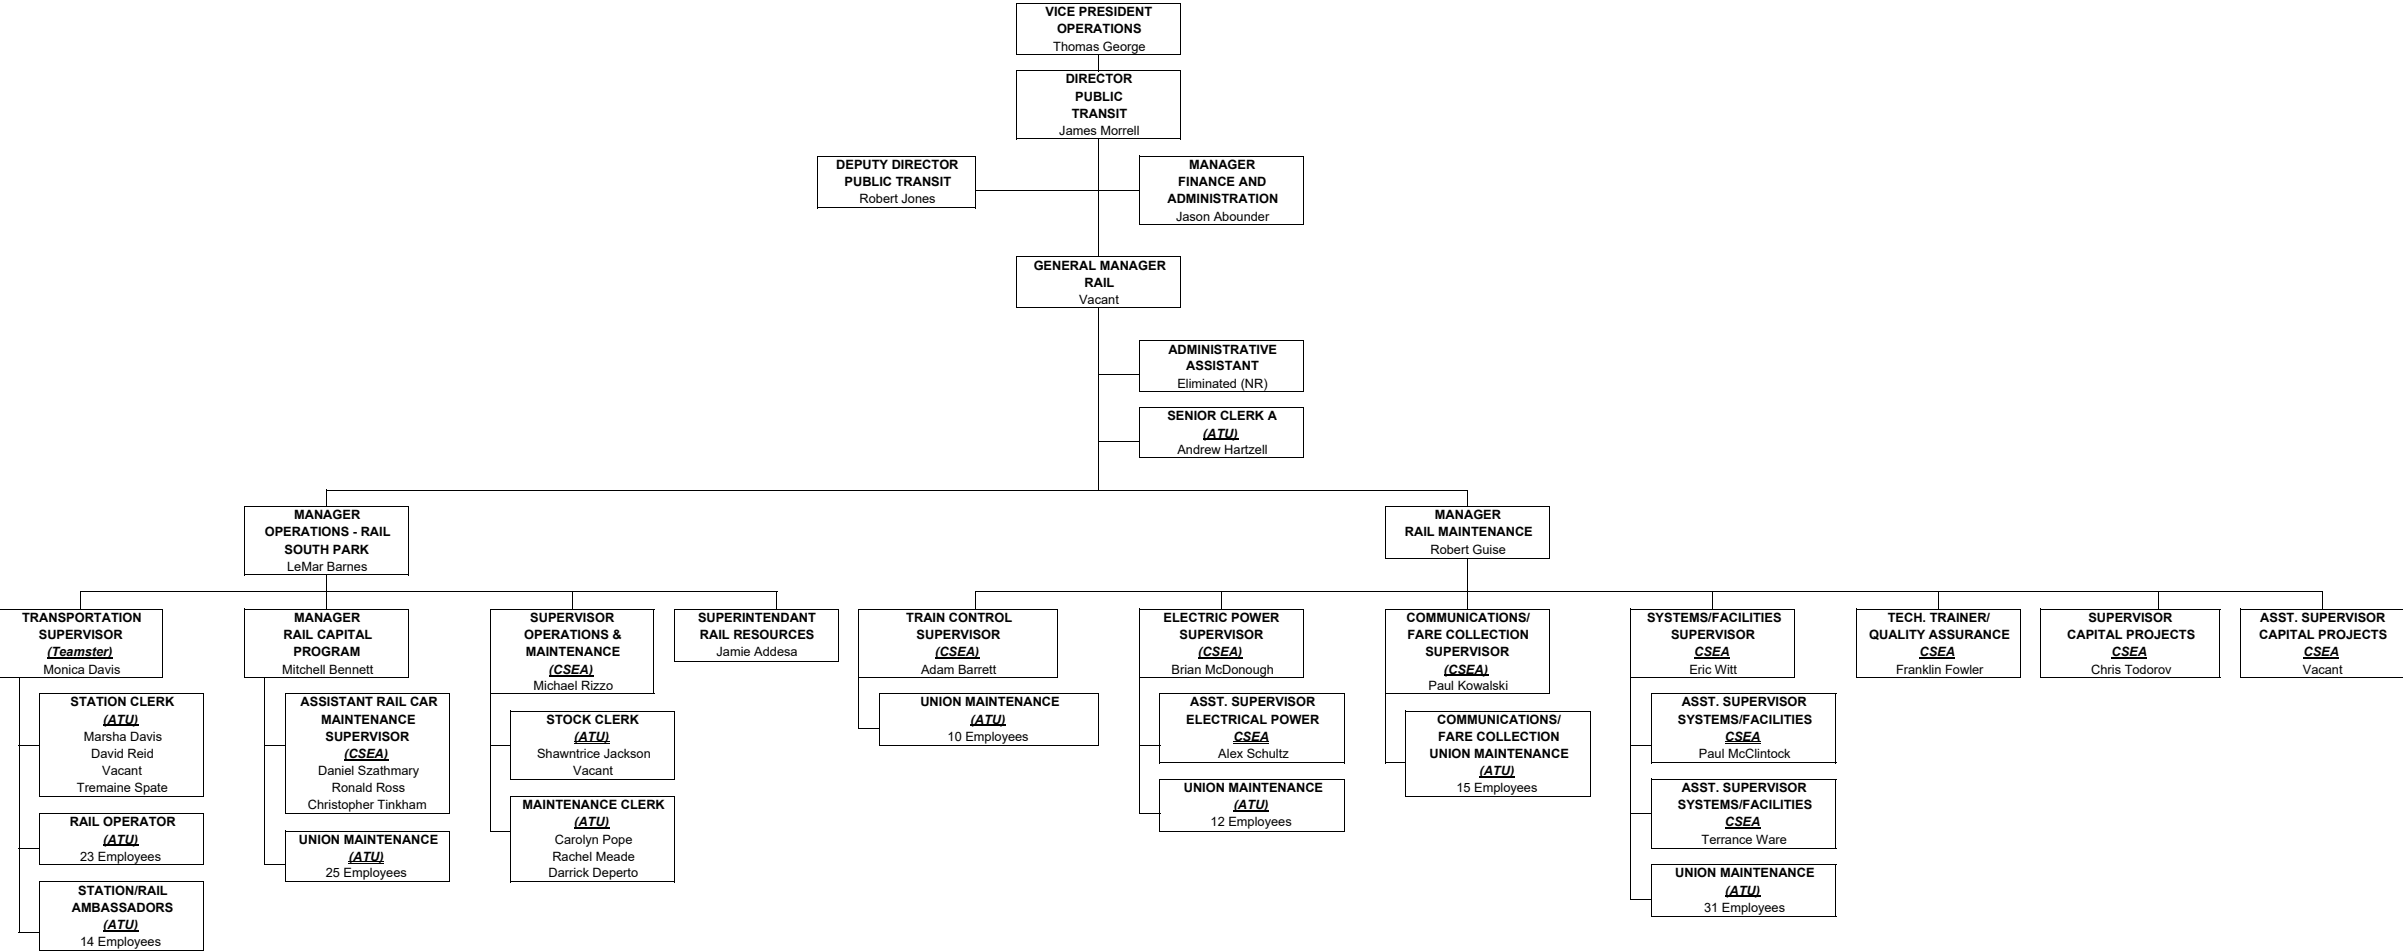 VICE PRESIDENT
OPERATIONS
Thomas George
DIRECTOR
PUBLIC
TRANSIT
James Morrell
DEPUTY DIRECTOR
PUBLIC TRANSIT
Robert Jones
MANAGER
FINANCE AND
ADMINISTRATION
Jason Abounder
GENERAL MANAGER
RAIL
Vacant
ADMINISTRATIVE
ASSISTANT
Eliminated (NR)
SENIOR CLERK A
(ATU)
Andrew Hartzell
MANAGER
OPERATIONS - RAIL
SOUTH PARK
LeMar Barnes
MANAGER
RAIL MAINTENANCE
Robert Guise
TRANSPORTATION
SUPERVISOR
(Teamster)
Monica Davis
STATION CLERK
(ATU)
Marsha Davis
David Reid
Vacant
Tremaine Spate
RAIL OPERATOR
(ATU)
23 Employees
STATION/RAIL
AMBASSADORS
(ATU)
14 Employees
MANAGER
RAIL CAPITAL
PROGRAM
Mitchell Bennett
ASSISTANT RAIL CAR
MAINTENANCE
SUPERVISOR
(CSEA)
Daniel Szathmary
Ronald Ross
Christopher Tinkham
UNION MAINTENANCE
(ATU)
25 Employees
SUPERVISOR
OPERATIONS &
MAINTENANCE
(CSEA)
Michael Rizzo
STOCK CLERK
(ATU)
Shawntrice Jackson
Vacant
MAINTENANCE CLERK
(ATU)
Carolyn Pope
Rachel Meade
Darrick Deperto
SUPERINTENDANT
RAIL RESOURCES
Jamie Addesa
TRAIN CONTROL
SUPERVISOR
(CSEA)
Adam Barrett
UNION MAINTENANCE
(ATU)
10 Employees
ELECTRIC POWER
SUPERVISOR
(CSEA)
Brian McDonough
ASST. SUPERVISOR
ELECTRICAL POWER
CSEA
Alex Schultz
UNION MAINTENANCE
(ATU)
12 Employees
COMMUNICATIONS/
FARE COLLECTION
SUPERVISOR
(CSEA)
Paul Kowalski
COMMUNICATIONS/
FARE COLLECTION
UNION MAINTENANCE
(ATU)
15 Employees
SYSTEMS/FACILITIES
SUPERVISOR
CSEA
Eric Witt
ASST. SUPERVISOR
SYSTEMS/FACILITIES
CSEA
Paul McClintock
ASST. SUPERVISOR
SYSTEMS/FACILITIES
CSEA
Terrance Ware
UNION MAINTENANCE
(ATU)
31 Employees
TECH. TRAINER/
QUALITY ASSURANCE
CSEA
Franklin Fowler
SUPERVISOR
CAPITAL PROJECTS
CSEA
Chris Todorov
ASST. SUPERVISOR
CAPITAL PROJECTS
CSEA
Vacant